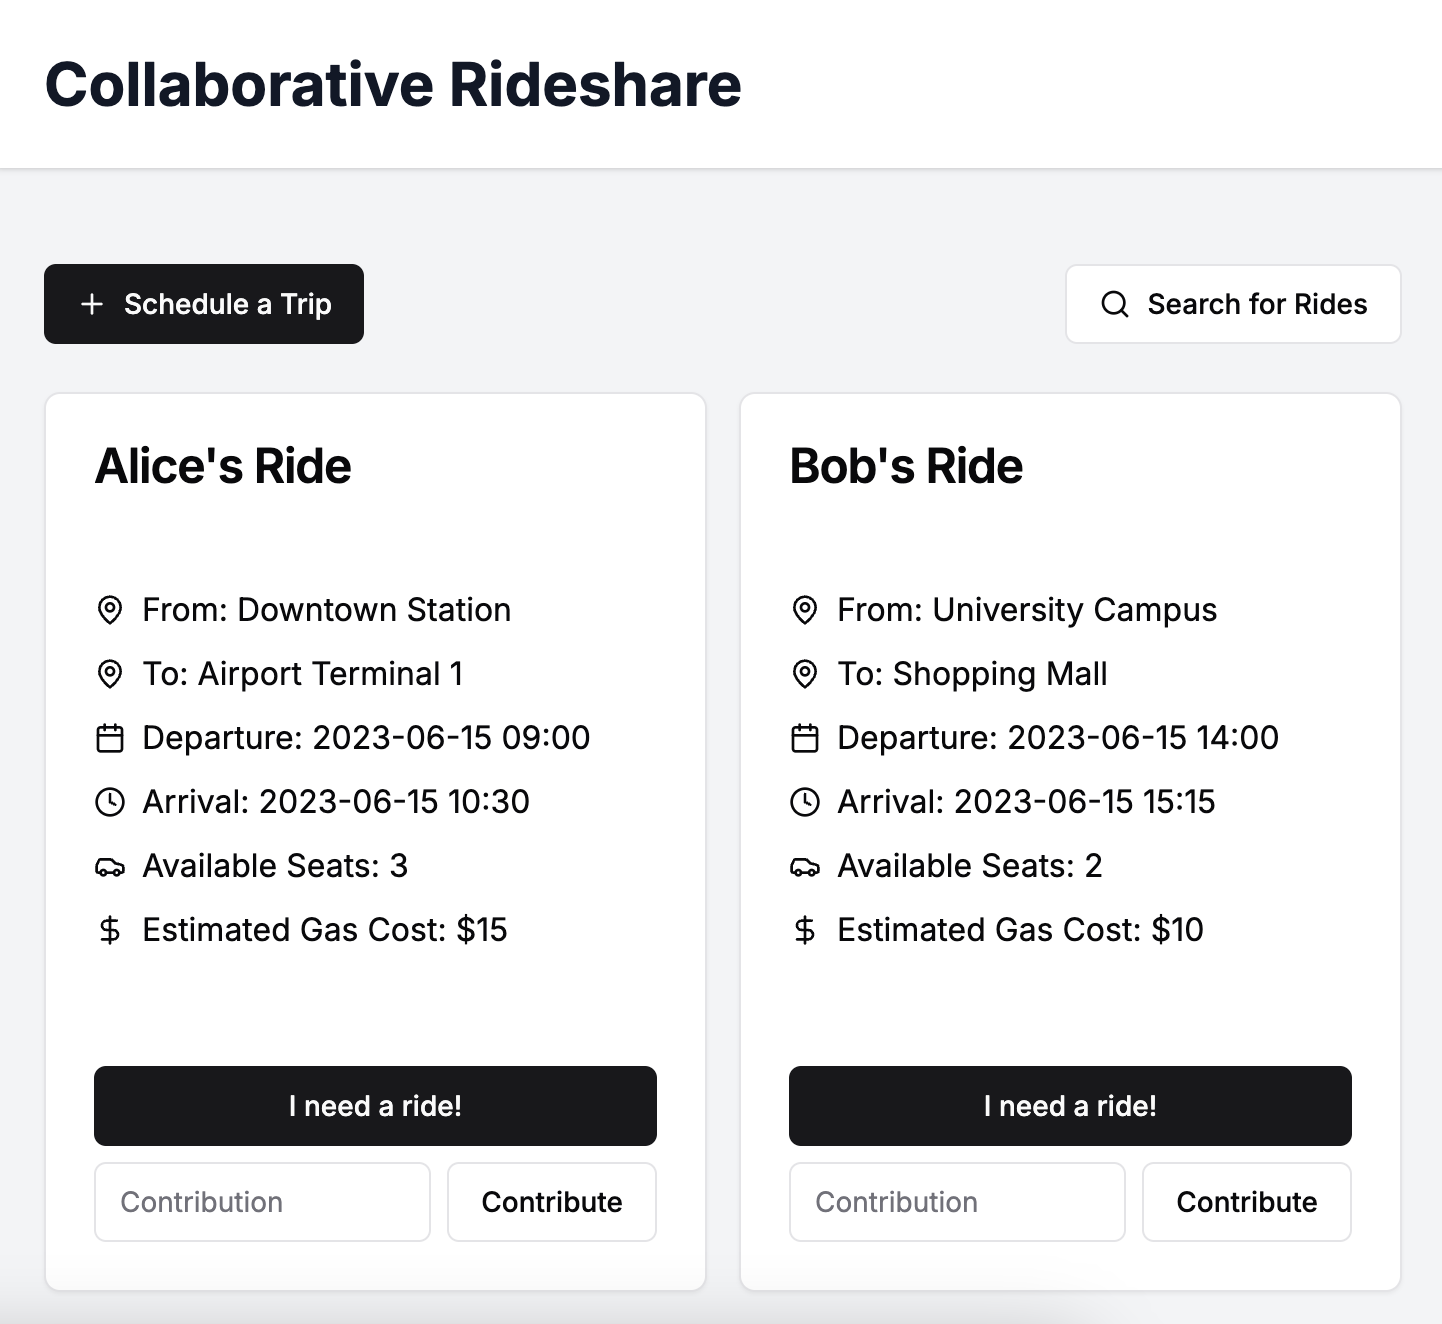 Collaborative Rideshare
Schedule a Trip
Search for Rides
Alice's Ride
From: Downtown Station
To: Airport Terminal 1
Departure: 2023-06-15 09:00
Arrival: 2023-06-15 10:30
Available Seats: 3
Estimated Gas Cost: $15
I need a ride!
Contribution
Contribute
Bob's Ride
From: University Campus
To: Shopping Mall
Departure: 2023-06-15 14:00
Arrival: 2023-06-15 15:15
Available Seats: 2
Estimated Gas Cost: $10
I need a ride!
Contribution
Contribute